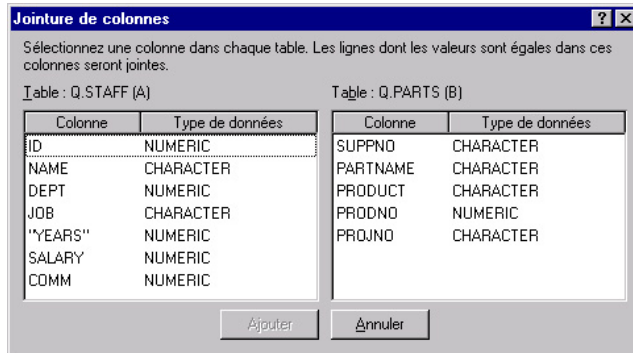 Jointure de colonnes
Sélectionnez une colonne dans chaque table. Les lignes dont les valeurs sont égales dans ces
colonnes seront jointes.
Table : Q.STAFF (A)
Colonne Type de données
ID NUMERIC
NAME CHARACTER
DEPT NUMERIC
JOB CHARACTER
"YEARS" NUMERIC
SALARY NUMERIC
COMM NUMERIC
Table : Q.PARTS (B)
Colonne Type de données
SUPPNO CHARACTER
PARTNAME CHARACTER
PRODUCT CHARACTER
PRODNO NUMERIC
PROJNO CHARACTER
Ajouter Annuler